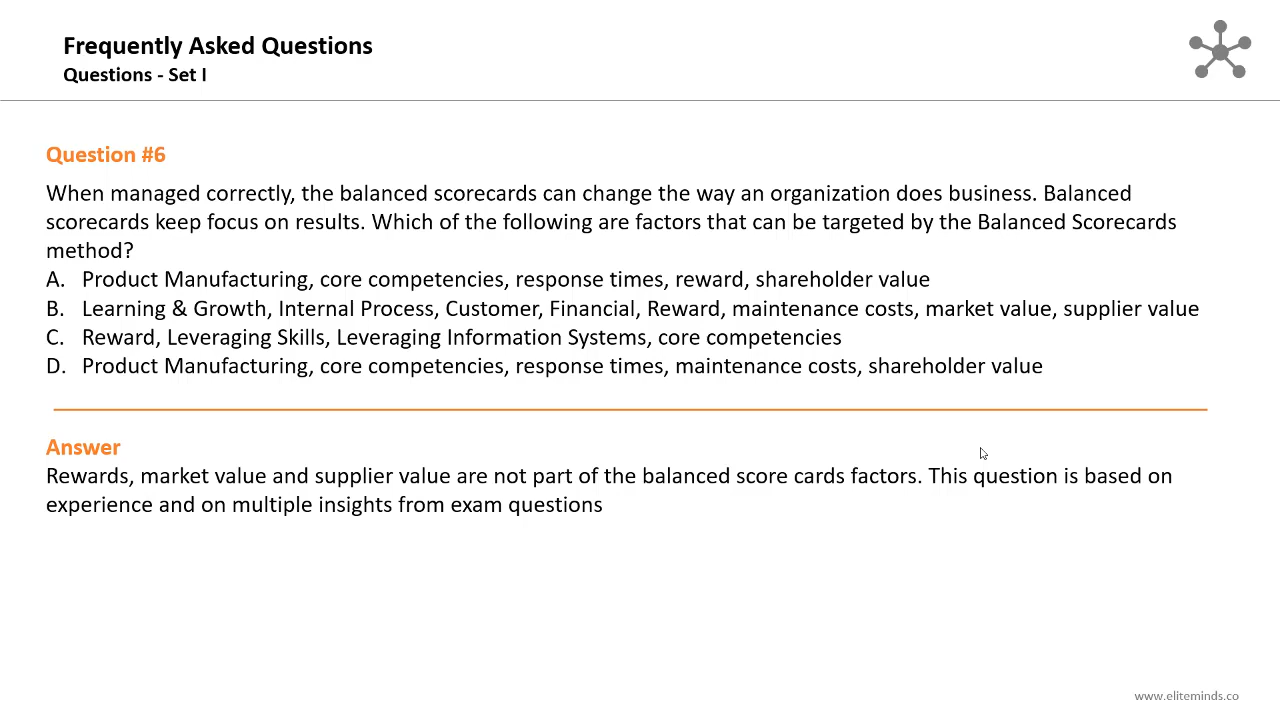 Frequently Asked Questions
Questions - Set I
Question #6
When managed correctly, the balanced scorecards can change the way an organization does business. Balanced
scorecards keep focus on results. Which of the following are factors that can be targeted by the Balanced Scorecards
method?
A. Product Manufacturing, core competencies, response times, reward, shareholder value
B. Learning & Growth, Internal Process, Customer, Financial, Reward, maintenance costs, market value, supplier value
C. Reward, Leveraging Skills, Leveraging Information Systems, core competencies
D. Product Manufacturing, core competencies, response times, maintenance costs, shareholder value
Answer
Rewards, market value and supplier value are not part of the balanced score cards factors. This question is based on
experience and on multiple insights from exam questions
www.eliteminds.co